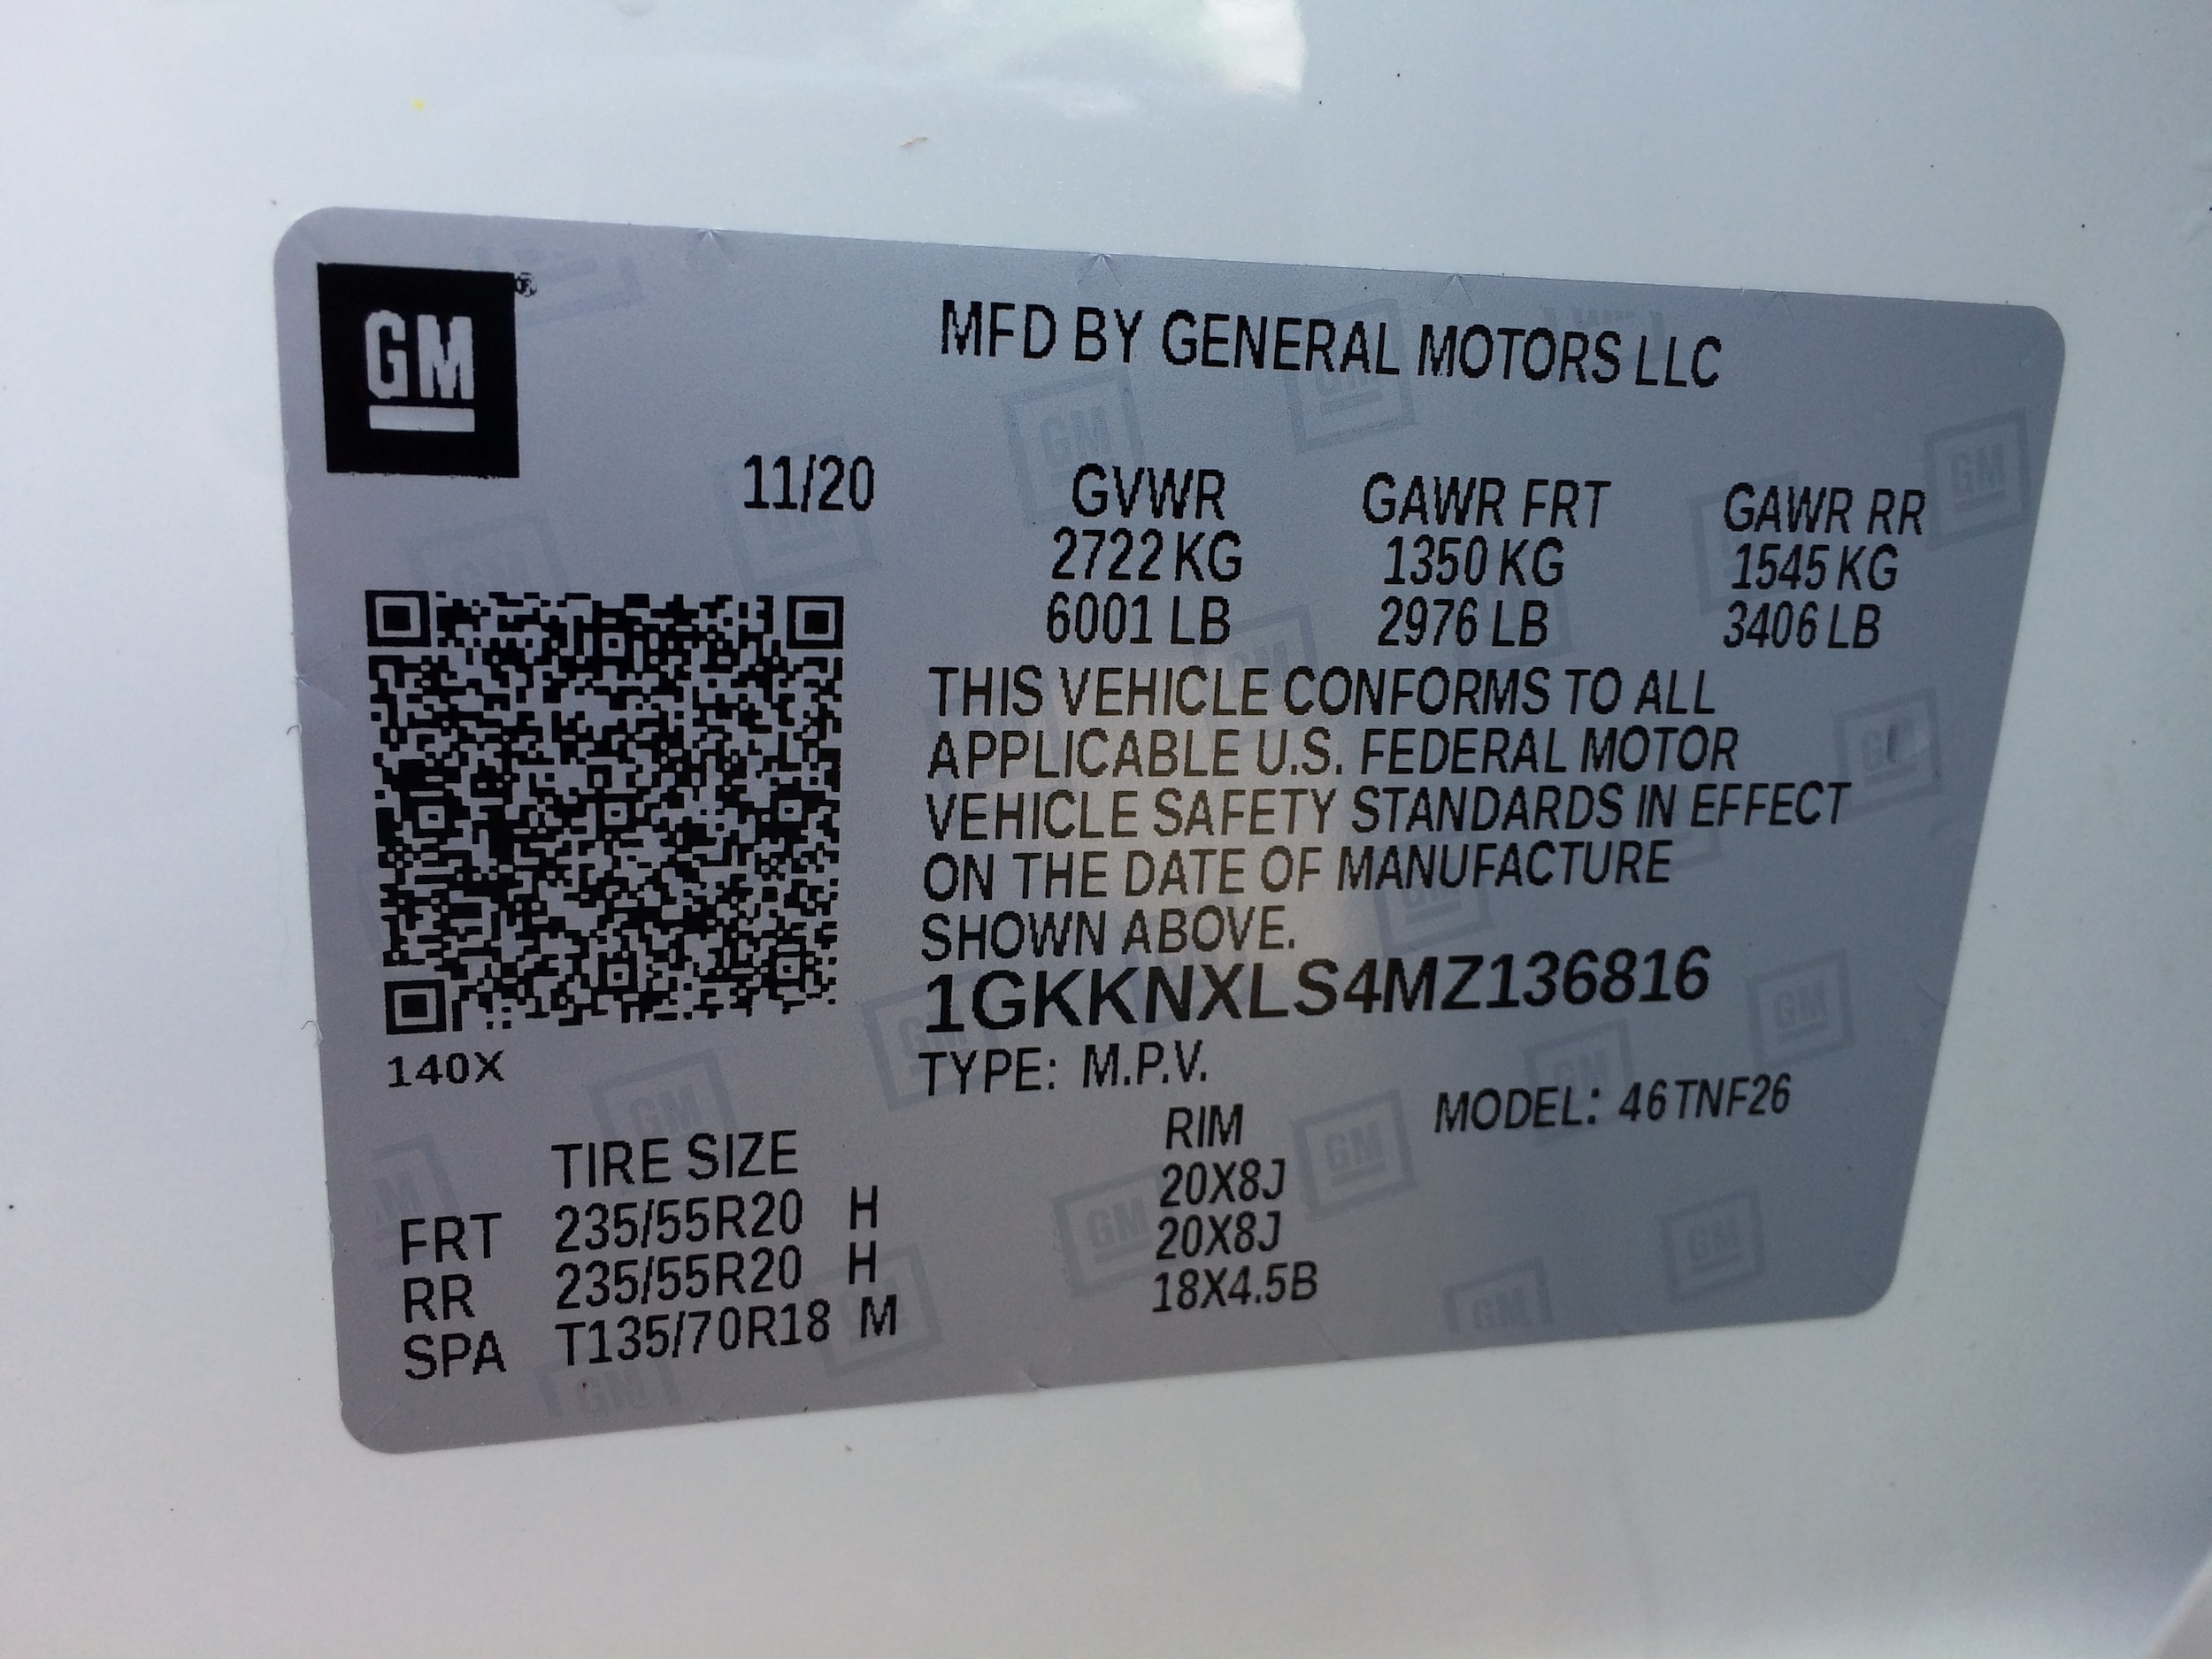 GM
MFD BY GENERAL MOTORS LLC
11/20
GVWR GAWR FRT GAWR RR
2722 KG 1350 KG 1545 KG
6001 LB 2976 LB 3406 LB
THIS VEHICLE CONFORMS TO ALL
APPLICABLE U.S. FEDERAL MOTOR
VEHICLE SAFETY STANDARDS IN EFFECT
ON THE DATE OF MANUFACTURE
SHOWN ABOVE.
1GKKNXLS4MZ136816
140X
TYPE: M.P.V.
MODEL: 46TNF26
TIRE SIZE RIM
FRT 235/55R20 H 20X8J
RR 235/55R20 H 20X8J
SPA T135/70R18 M 18X4.5B